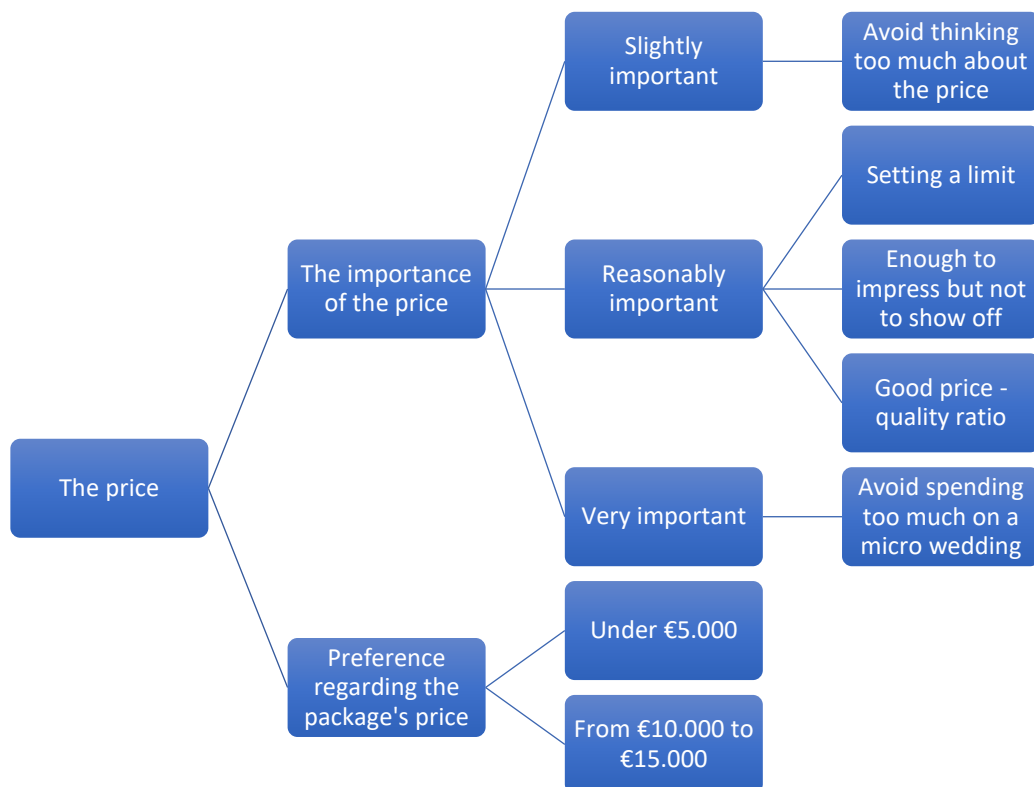 The price
The importance
of the price
Slightly
important
Avoid thinking
too much about
the price
Reasonably
important
Setting a limit
Enough to
impress but not
to show off
Good price -
quality ratio
Very important
Avoid spending
too much on a
micro wedding
Preference
regarding the
package's price
Under €5.000
From €10.000 to
€15.000